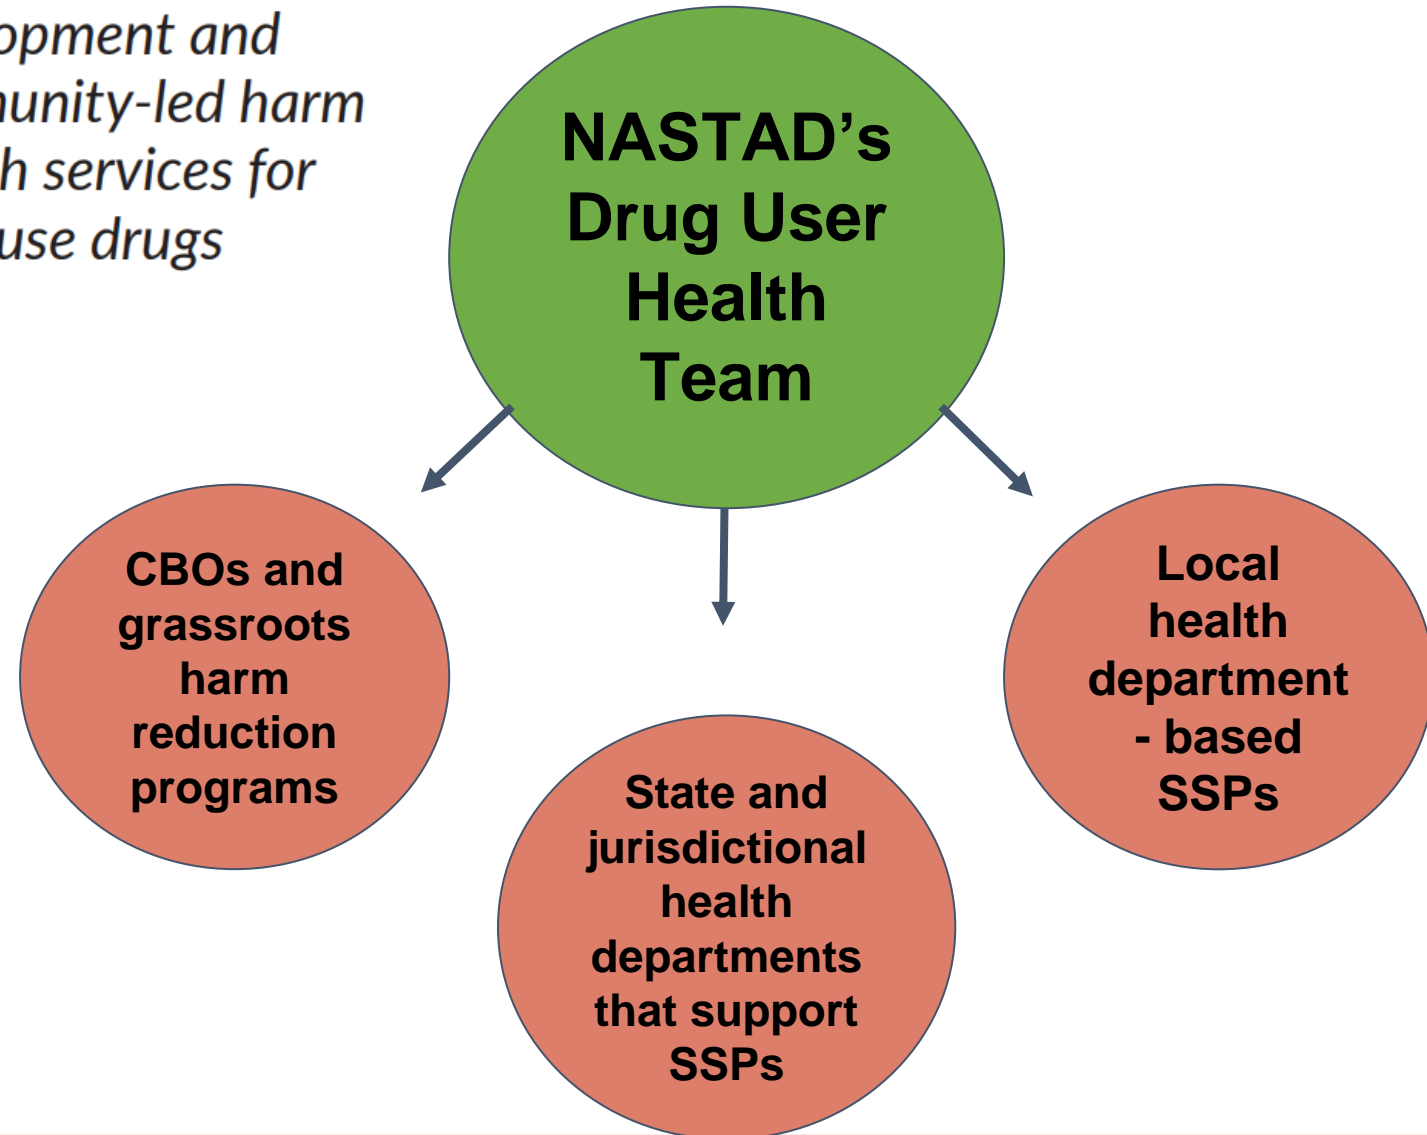 opment and
unity-led harm
h services for
use drugs
NASTAD's
Drug User
Health
Team
CBOs and
grassroots
harm
reduction
programs
State and
jurisdictional
health
departments
that support
SSPs
Local
health
department
- based
SSPs